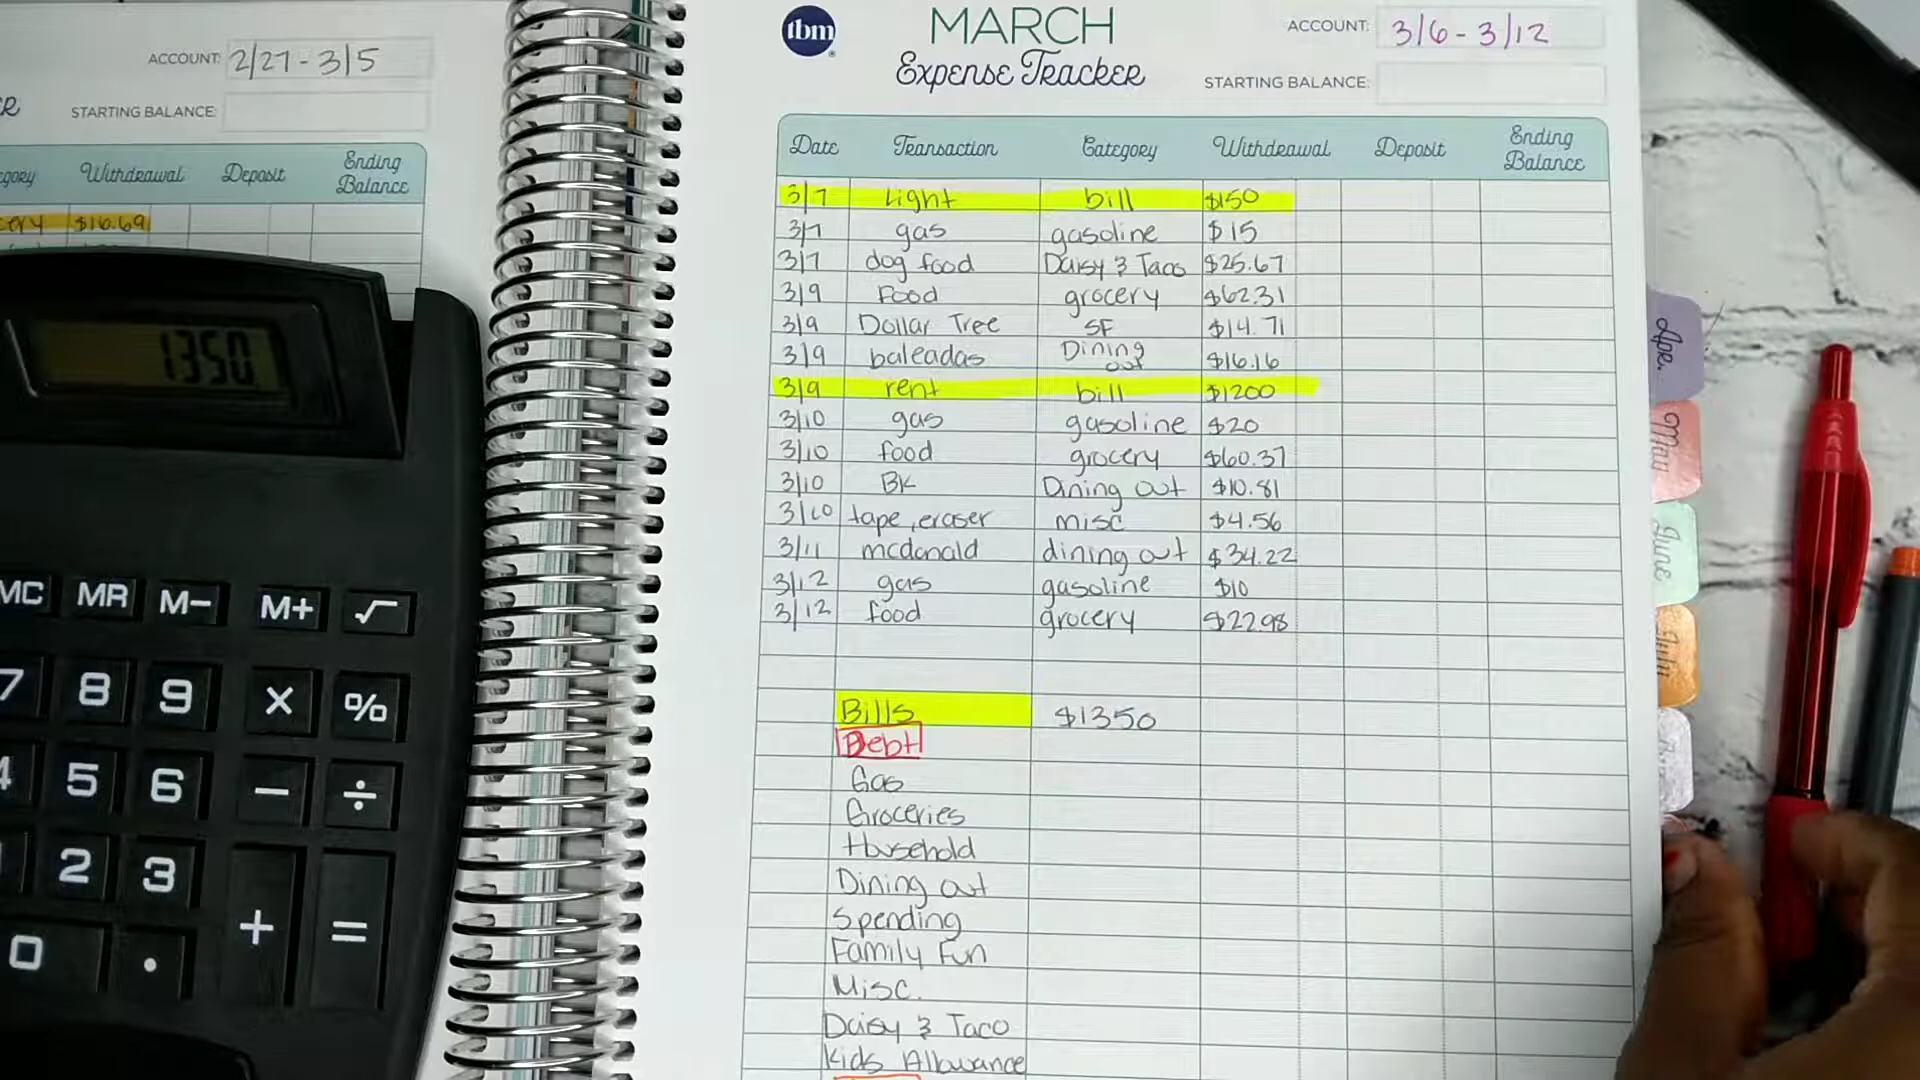 ACCOUNT: 2/27 - 3/5
STARTING BALANCE:
Withdrawal Deposit Ending Balance
$16.69
1350
MC MR M- M+ √
7 8 9 × %
4 5 6 − ÷
2 3
0 . + =
tbm
MARCH
Expense Tracker
ACCOUNT: 3/6 - 3/12
STARTING BALANCE:
Date Transaction Category Withdrawal Deposit Ending Balance
3/7 Light bill $150
3/7 gas gasoline $15
3/7 dog food Daisy & Taco $25.67
3/9 Food grocery $62.31
3/9 Dollar Tree SF $14.71
3/9 baleadas Dining out $16.16
3/9 rent bill $1200
3/10 gas gasoline $20
3/10 food grocery $60.37
3/10 BK Dining out $10.81
3/10 tape, eraser misc $4.56
3/11 mcdonald dining out $34.22
3/12 gas gasoline $10
3/12 food grocery $22.98
Bills $1350
Debt
Gas
Groceries
Household
Dining out
Spending
Family Fun
Misc.
Daisy & Taco
Kids Allowance
Apr.
May
June
July